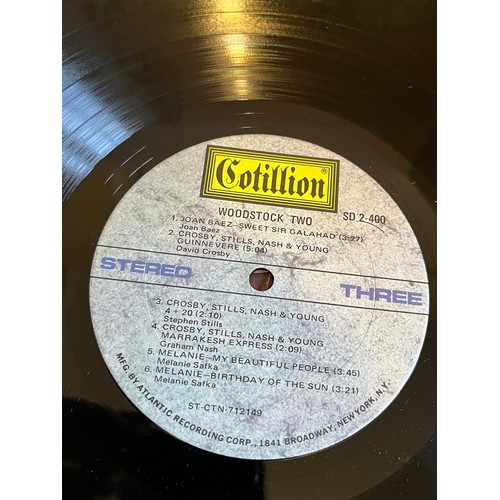 Cotillion
WOODSTOCK TWO SD 2-400
1. JOAN BAEZ—SWEET SIR GALAHAD (3:27)
Joan Baez
2. CROSBY, STILLS, NASH & YOUNG
GUINNEVERE (5:04)
David Crosby
STEREO THREE
3. CROSBY, STILLS, NASH & YOUNG
4 + 20 (2:10)
Stephen Stills
4. CROSBY, STILLS, NASH & YOUNG
MARRAKESH EXPRESS (2:09)
Graham Nash
5. MELANIE—MY BEAUTIFUL PEOPLE (3:45)
Melanie Safka
6. MELANIE—BIRTHDAY OF THE SUN (3:21)
Melanie Safka
ST-CTN-712149
MFG. BY ATLANTIC RECORDING CORP., 1841 BROADWAY, NEW YORK, N.Y.